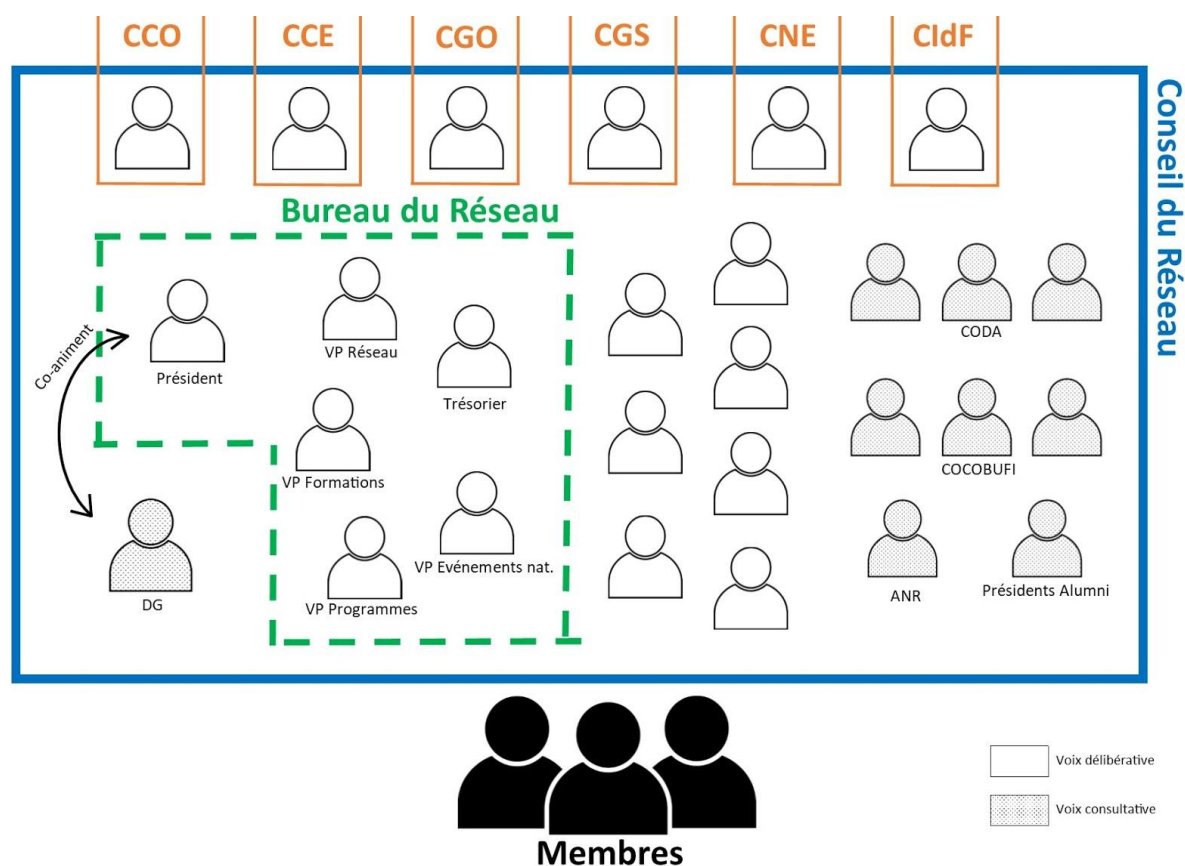 CCO
CCE
CGO
CGS
CNE
CIdF
Conseil du Réseau
Bureau du Réseau
Co-animent
Président
VP Réseau
Trésorier
VP Formations
VP Evénements nat.
VP Programmes
DG
CODA
COCOBUFI
ANR
Présidents Alumni
Membres
Voix délibérative
Voix consultative